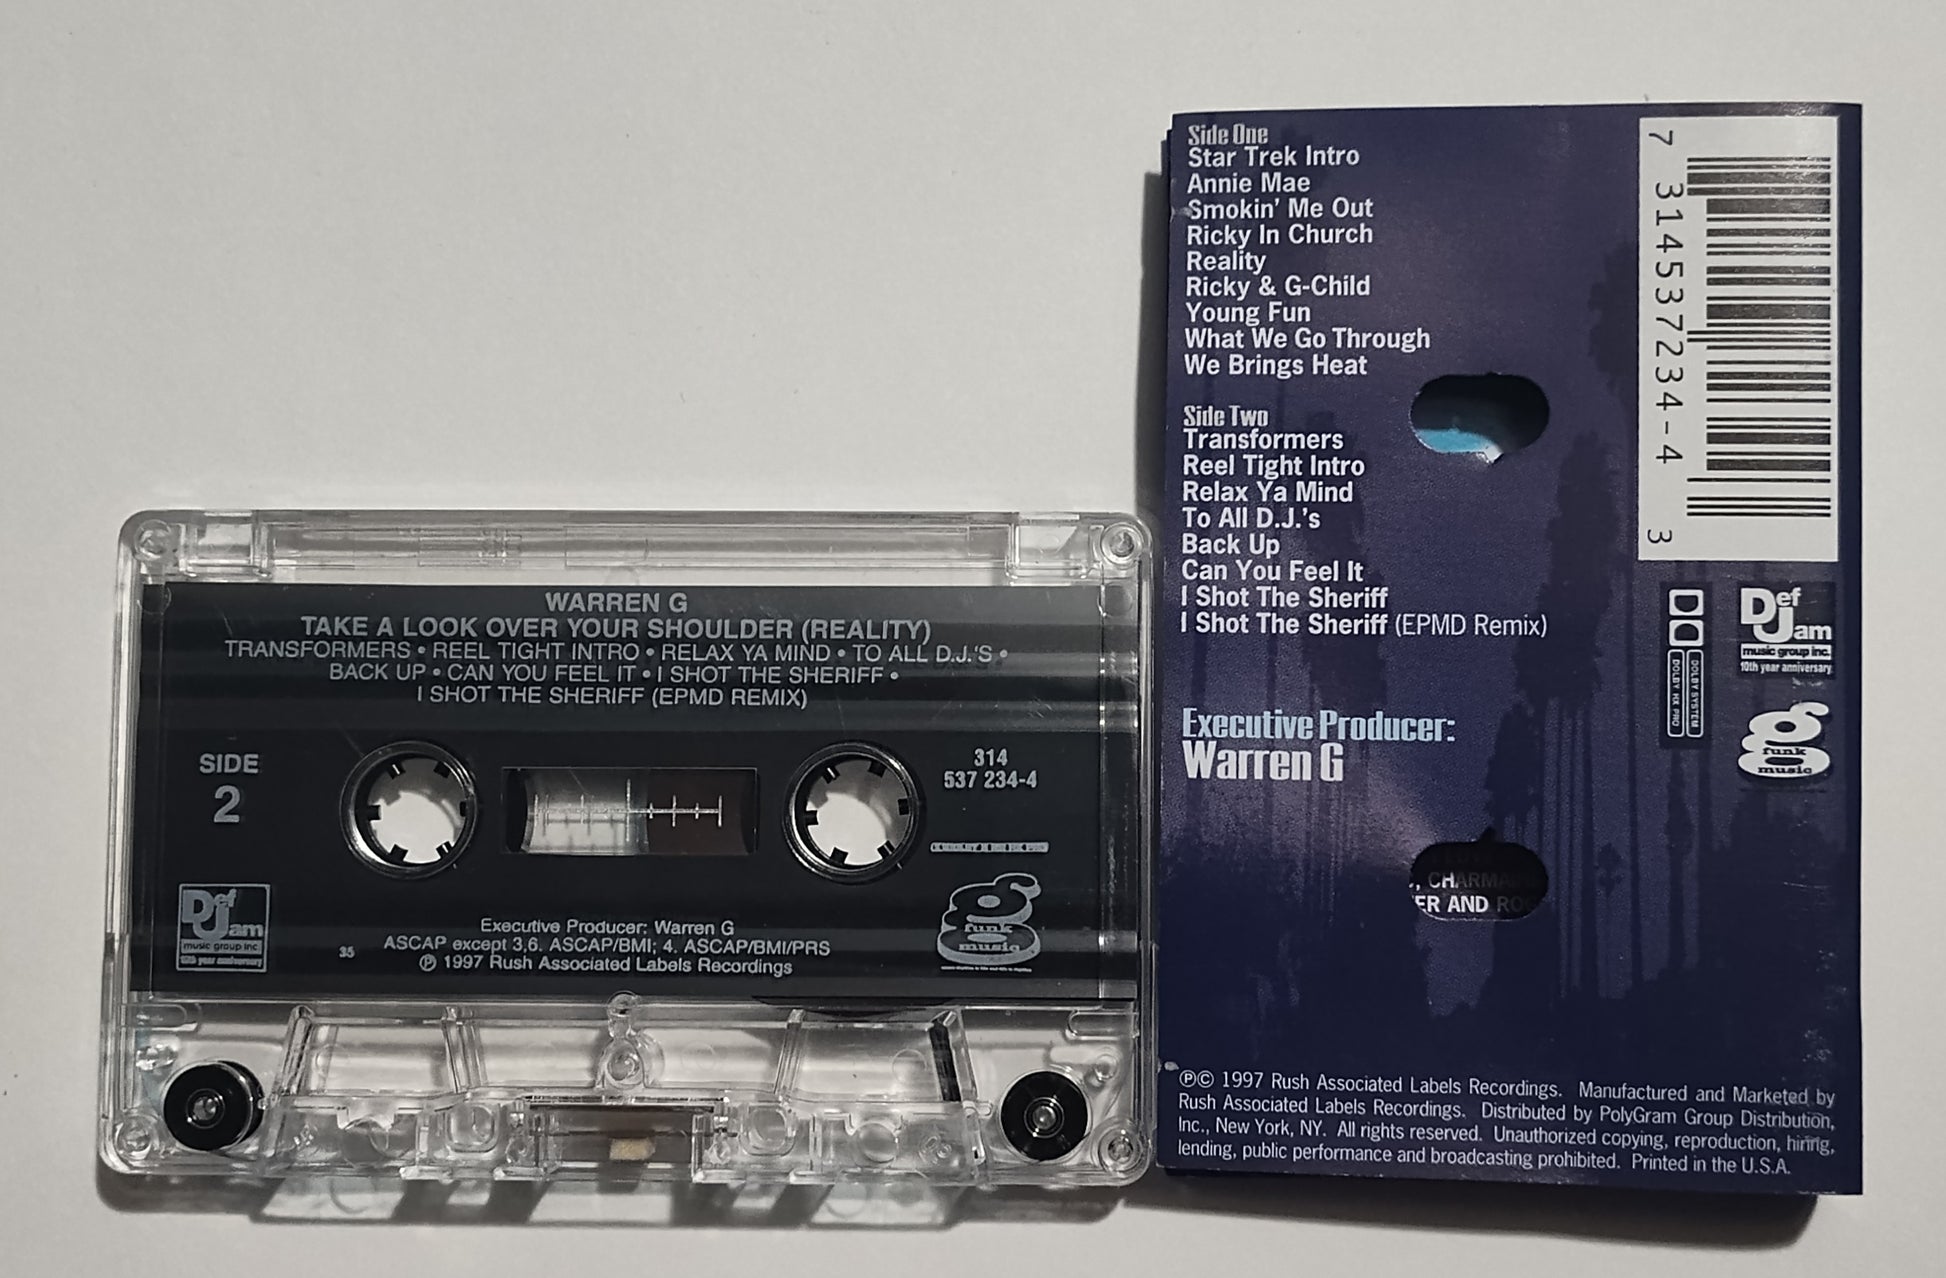 WARREN G
TAKE A LOOK OVER YOUR SHOULDER (REALITY)
TRANSFORMERS • REEL TIGHT INTRO • RELAX YA MIND • TO ALL D.J.'S •
BACK UP • CAN YOU FEEL IT • I SHOT THE SHERIFF •
I SHOT THE SHERIFF (EPMD REMIX)
SIDE
2
314
537 234-4
Def
Jam
music group inc.
10th year anniversary
35
Executive Producer: Warren G
ASCAP except 3,6. ASCAP/BMI; 4. ASCAP/BMI/PRS
℗ 1997 Rush Associated Labels Recordings
g
funk
music
Side One
Star Trek Intro
Annie Mae
Smokin' Me Out
Ricky In Church
Reality
Ricky & G-Child
Young Fun
What We Go Through
We Brings Heat
Side Two
Transformers
Reel Tight Intro
Relax Ya Mind
To All D.J.'s
Back Up
Can You Feel It
I Shot The Sheriff
I Shot The Sheriff (EPMD Remix)
Executive Producer:
Warren G
, CHARMA
ER AND RO
7 31453 7234-4 3
DOLBY SYSTEM
DOLBY HX PRO
Def
Jam
music group inc.
10th year anniversary
g
funk
music
℗© 1997 Rush Associated Labels Recordings. Manufactured and Marketed by
Rush Associated Labels Recordings. Distributed by PolyGram Group Distribution,
Inc., New York, NY. All rights reserved. Unauthorized copying, reproduction, hiring,
lending, public performance and broadcasting prohibited. Printed in the U.S.A.